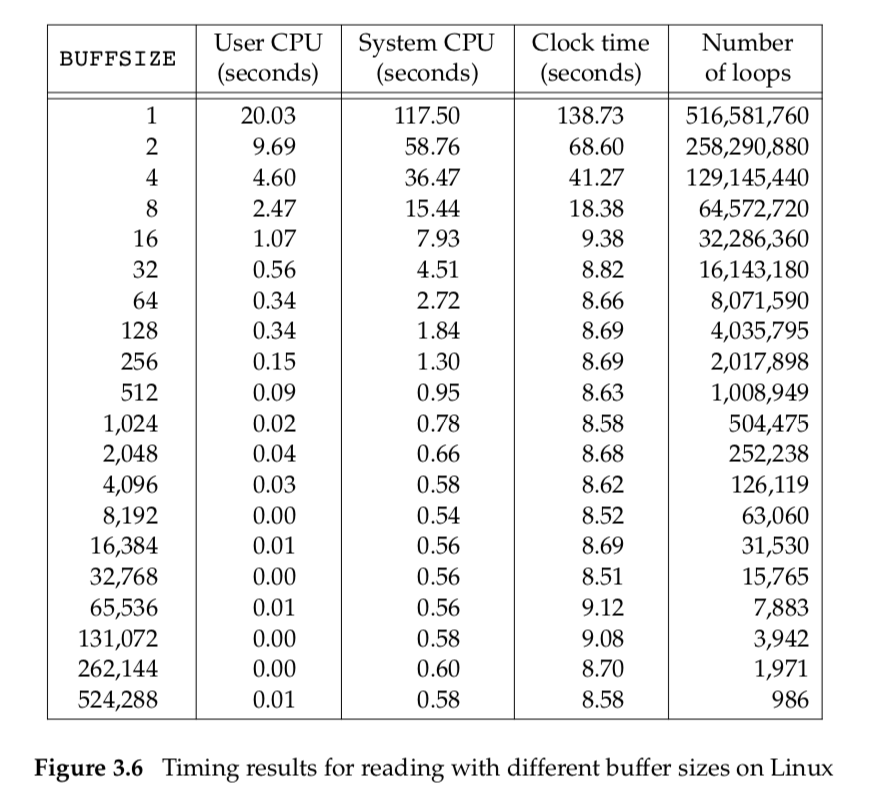 BUFFSIZE User CPU (seconds) System CPU (seconds) Clock time (seconds) Number of loops
1 20.03 117.50 138.73 516,581,760
2 9.69 58.76 68.60 258,290,880
4 4.60 36.47 41.27 129,145,440
8 2.47 15.44 18.38 64,572,720
16 1.07 7.93 9.38 32,286,360
32 0.56 4.51 8.82 16,143,180
64 0.34 2.72 8.66 8,071,590
128 0.34 1.84 8.69 4,035,795
256 0.15 1.30 8.69 2,017,898
512 0.09 0.95 8.63 1,008,949
1,024 0.02 0.78 8.58 504,475
2,048 0.04 0.66 8.68 252,238
4,096 0.03 0.58 8.62 126,119
8,192 0.00 0.54 8.52 63,060
16,384 0.01 0.56 8.69 31,530
32,768 0.00 0.56 8.51 15,765
65,536 0.01 0.56 9.12 7,883
131,072 0.00 0.58 9.08 3,942
262,144 0.00 0.60 8.70 1,971
524,288 0.01 0.58 8.58 986
Figure 3.6 Timing results for reading with different buffer sizes on Linux